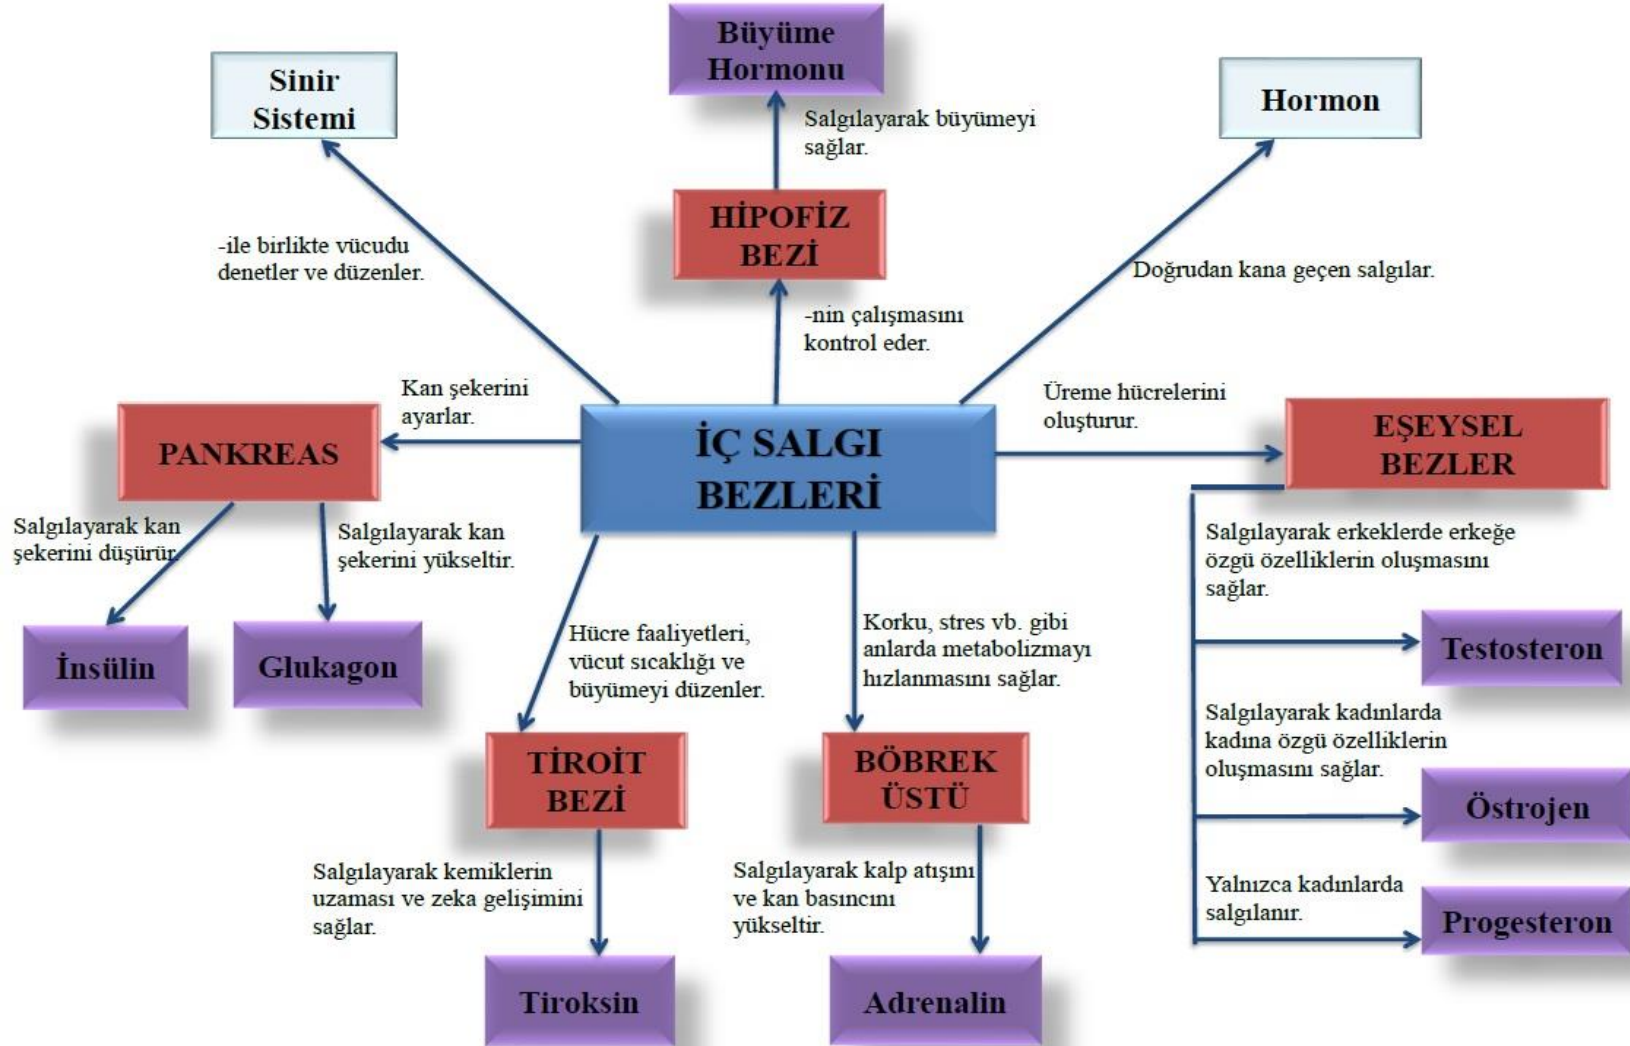 Büyüme
Hormonu
Sinir
Sistemi
Hormon
Salgılayarak büyümeyi
sağlar.
HİPOFİZ
BEZİ
-ile birlikte vücudu
denetler ve düzenler.
Doğrudan kana geçen salgılar.
-nin çalışmasını
kontrol eder.
Kan şekerini
ayarlar.
Üreme hücrelerini
oluşturur.
PANKREAS
İÇ SALGI
BEZLERİ
EŞEYSEL
BEZLER
Salgılayarak kan
şekerini düşürür.
Salgılayarak kan
şekerini yükseltir.
Salgılayarak erkeklerde erkeğe
özgü özelliklerin oluşmasını
sağlar.
İnsülin
Glukagon
Hücre faaliyetleri,
vücut sıcaklığı ve
büyümeyi düzenler.
Korku, stres vb. gibi
anlarda metabolizmayı
hızlanmasını sağlar.
Testosteron
Salgılayarak kadınlarda
kadına özgü özelliklerin
oluşmasını sağlar.
TİROİT
BEZİ
BÖBREK
ÜSTÜ
Östrojen
Salgılayarak kemiklerin
uzaması ve zeka gelişimini
sağlar.
Salgılayarak kalp atışını
ve kan basıncını
yükseltir.
Yalnızca kadınlarda
salgılanır.
Progesteron
Tiroksin
Adrenalin